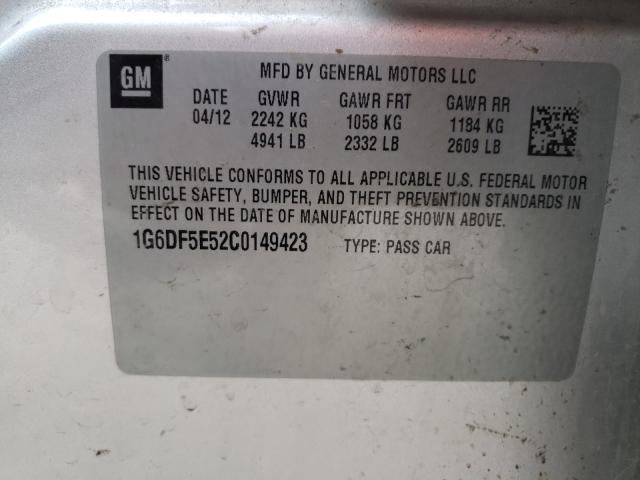 GM ®
MFD BY GENERAL MOTORS LLC
DATE GVWR GAWR FRT GAWR RR
04/12 2242 KG 1058 KG 1184 KG
4941 LB 2332 LB 2609 LB
THIS VEHICLE CONFORMS TO ALL APPLICABLE U.S. FEDERAL MOTOR
VEHICLE SAFETY, BUMPER, AND THEFT PREVENTION STANDARDS IN
EFFECT ON THE DATE OF MANUFACTURE SHOWN ABOVE.
1G6DF5E52C0149423 TYPE: PASS CAR